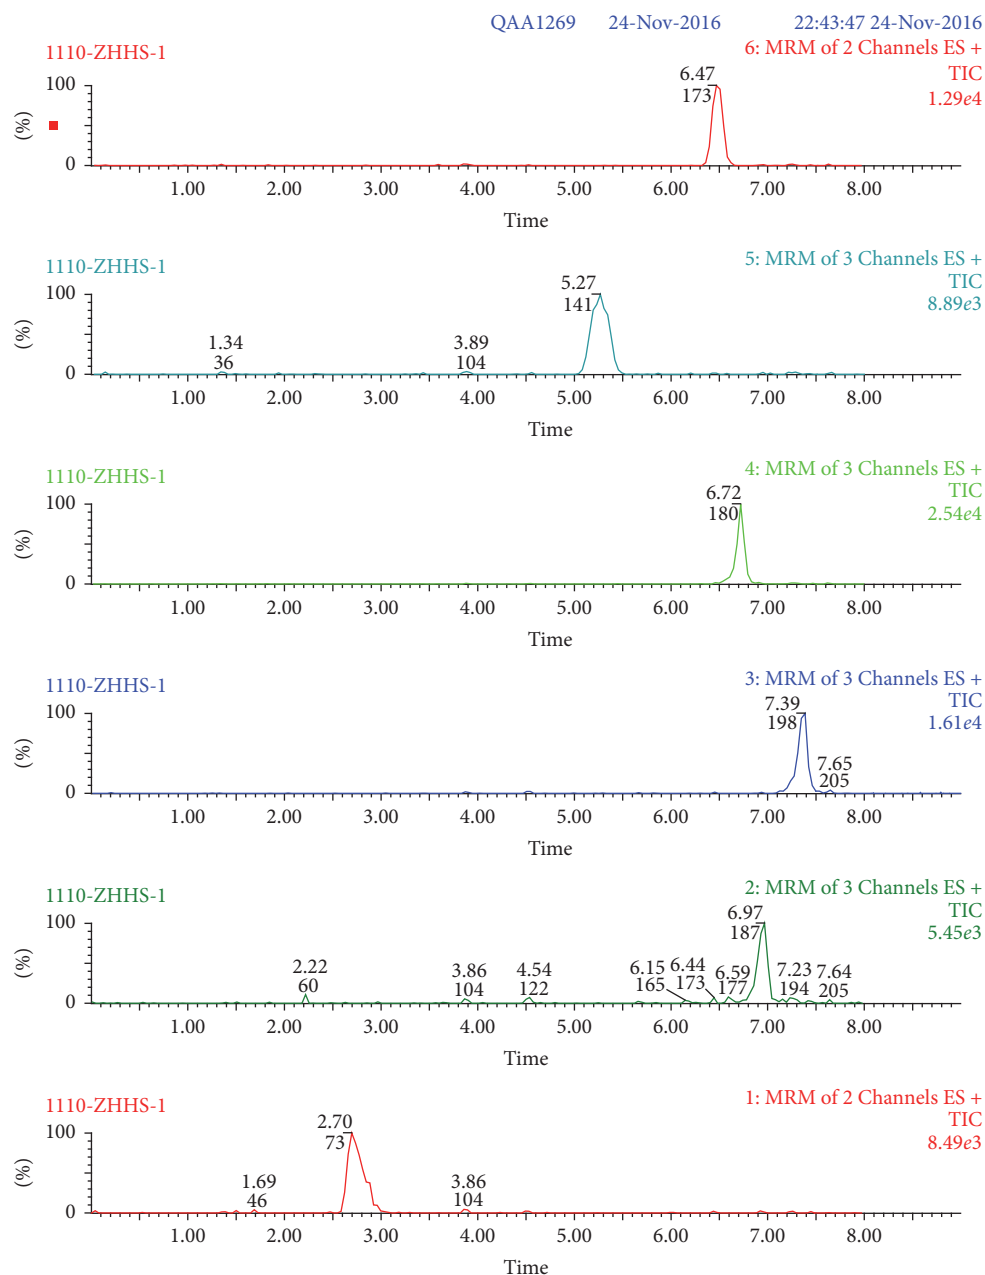 QAA1269 24-Nov-2016 22:43:47 24-Nov-2016
1110-ZHHS-1 6: MRM of 2 Channels ES +
TIC
1.29e4
6.47
173
100
(%)
0
1.00 2.00 3.00 4.00 5.00 6.00 7.00 8.00
Time
1110-ZHHS-1 5: MRM of 3 Channels ES +
TIC
8.89e3
5.27
141
100
(%)
1.34 3.89
36 104
0
1.00 2.00 3.00 4.00 5.00 6.00 7.00 8.00
Time
1110-ZHHS-1 4: MRM of 3 Channels ES +
TIC
2.54e4
6.72
180
100
(%)
0
1.00 2.00 3.00 4.00 5.00 6.00 7.00 8.00
Time
1110-ZHHS-1 3: MRM of 3 Channels ES +
TIC
1.61e4
7.39
198
100
(%)
7.65
205
0
1.00 2.00 3.00 4.00 5.00 6.00 7.00 8.00
Time
1110-ZHHS-1 2: MRM of 3 Channels ES +
TIC
5.45e3
6.97
187
100
(%)
2.22 3.86 4.54 6.15 6.44 6.59 7.23 7.64
60 104 122 165 173 177 194 205
0
1.00 2.00 3.00 4.00 5.00 6.00 7.00 8.00
Time
1110-ZHHS-1 1: MRM of 2 Channels ES +
TIC
8.49e3
2.70
73
100
(%)
1.69 3.86
46 104
0
1.00 2.00 3.00 4.00 5.00 6.00 7.00 8.00
Time